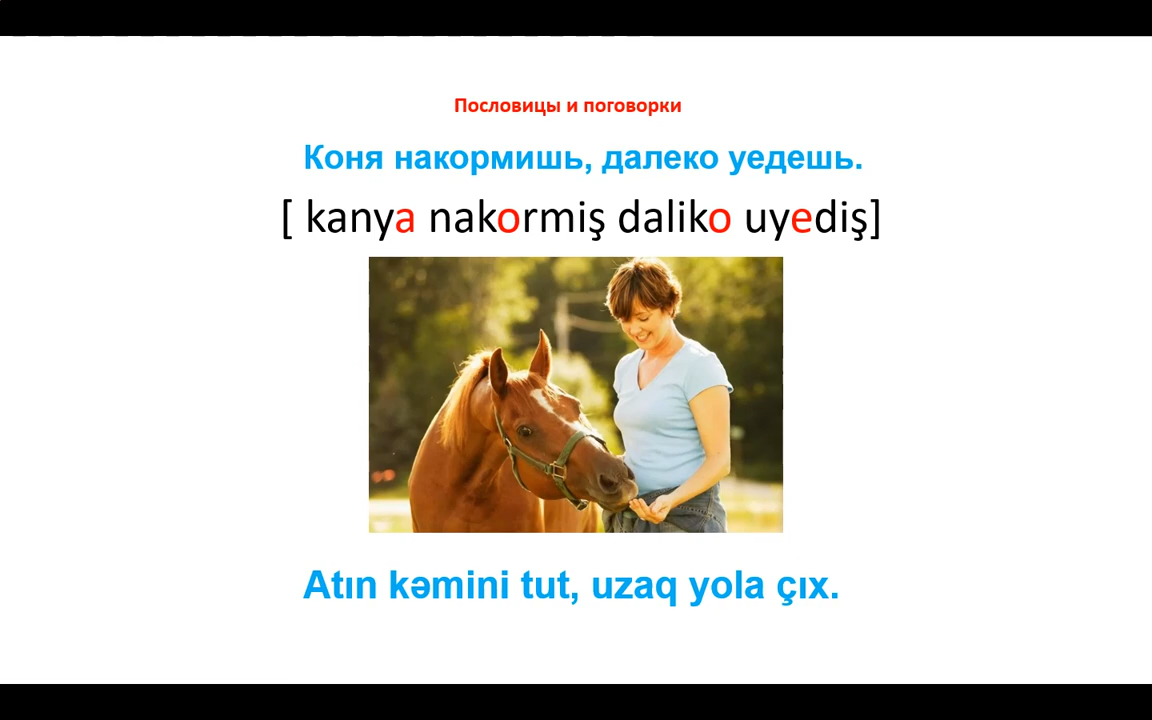 Пословицы и поговорки
Коня накормишь, далеко уедешь.
[ kanya nakormiş daliko uyediş]
Atın kəmini tut, uzaq yola çıx.